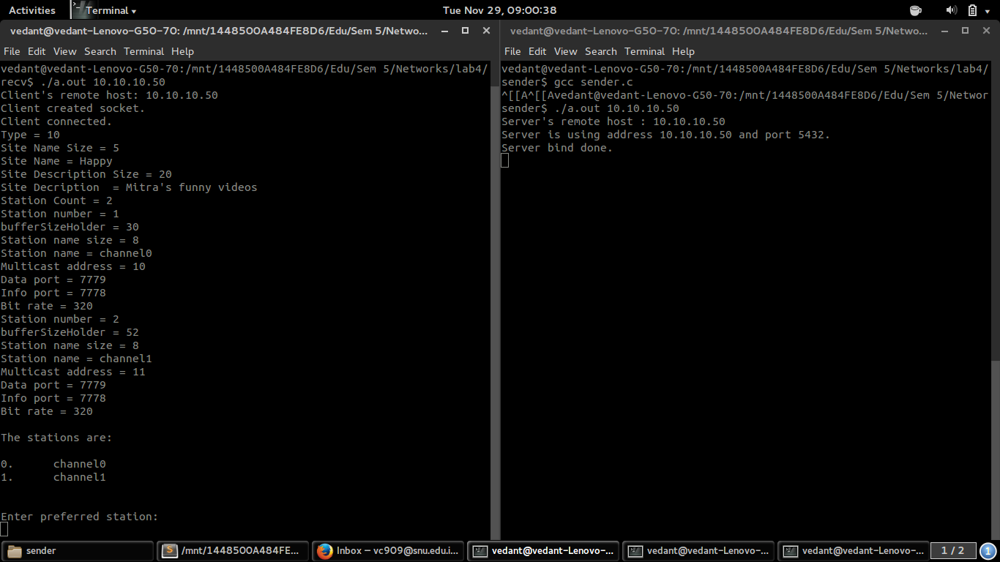 Activities Terminal Tue Nov 29, 09:00:38
vedant@vedant-Lenovo-G50-70: /mnt/1448500A484FE8D6/Edu/Sem 5/Netwo...
File Edit View Search Terminal Help
vedant@vedant-Lenovo-G50-70:/mnt/1448500A484FE8D6/Edu/Sem 5/Networks/lab4/
recv$ ./a.out 10.10.10.50
Client's remote host: 10.10.10.50
Client created socket.
Client connected.
Type = 10
Site Name Size = 5
Site Name = Happy
Site Description Size = 20
Site Decription  = Mitra's funny videos
Station Count = 2
Station number = 1
bufferSizeHolder = 30
Station name size = 8
Station name = channel0
Multicast address = 10
Data port = 7779
Info port = 7778
Bit rate = 320
Station number = 2
bufferSizeHolder = 52
Station name size = 8
Station name = channel1
Multicast address = 11
Data port = 7779
Info port = 7778
Bit rate = 320
The stations are:
0.      channel0
1.      channel1
Enter preferred station:
vedant@vedant-Lenovo-G50-70: /mnt/1448500A484FE8D6/Edu/Sem 5/Netwo...
File Edit View Search Terminal Help
vedant@vedant-Lenovo-G50-70:/mnt/1448500A484FE8D6/Edu/Sem 5/Networks/lab4/
sender$ gcc sender.c
^[[A^[[Avedant@vedant-Lenovo-G50-70:/mnt/1448500A484FE8D6/Edu/Sem 5/Networ
sender$ ./a.out 10.10.10.50
Server's remote host : 10.10.10.50
Server is using address 10.10.10.50 and port 5432.
Server bind done.
sender S /mnt/1448500A484FE... Inbox – vc909@snu.edu.i... vedant@vedant-Lenovo-... vedant@vedant-Lenovo-... vedant@vedant-Lenovo-... 1 / 2 1